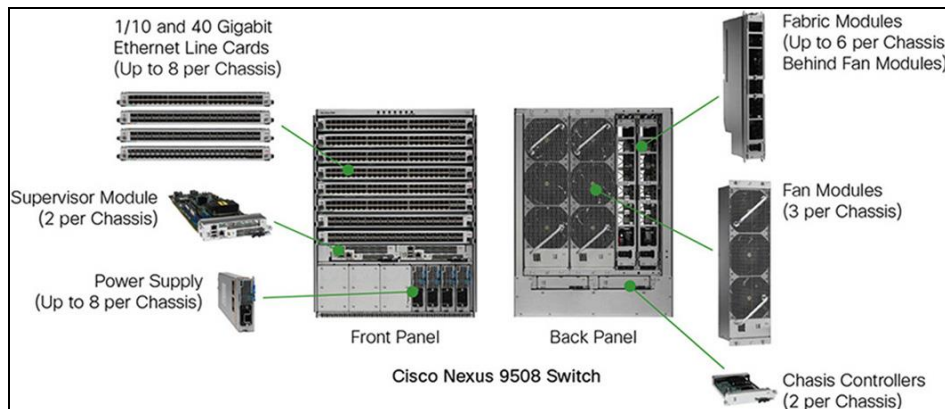 1/10 and 40 Gigabit
Ethernet Line Cards
(Up to 8 per Chassis)
Supervisor Module
(2 per Chassis)
Power Supply
(Up to 8 per Chassis)
Front Panel
Back Panel
Cisco Nexus 9508 Switch
Fabric Modules
(Up to 6 per Chassis
Behind Fan Modules)
Fan Modules
(3 per Chassis)
Chasis Controllers
(2 per Chassis)